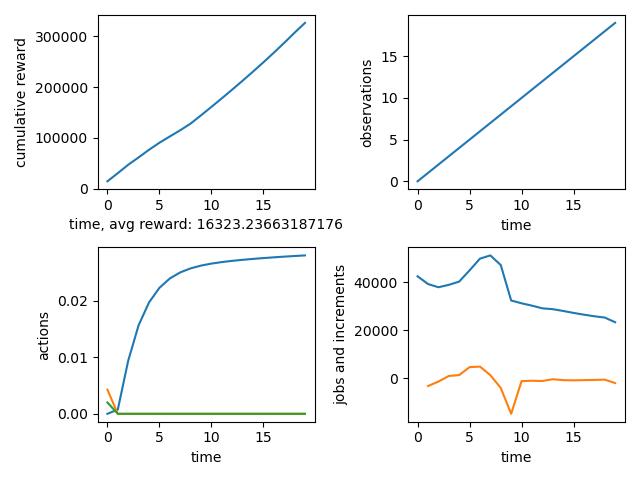 cumulative reward
300000
200000
100000
0
0 5 10 15
time, avg reward: 16323.23663187176
observations
15
10
5
0
0 5 10 15
time
actions
0.02
0.01
0.00
0 5 10 15
time
jobs and increments
40000
20000
0
0 5 10 15
time